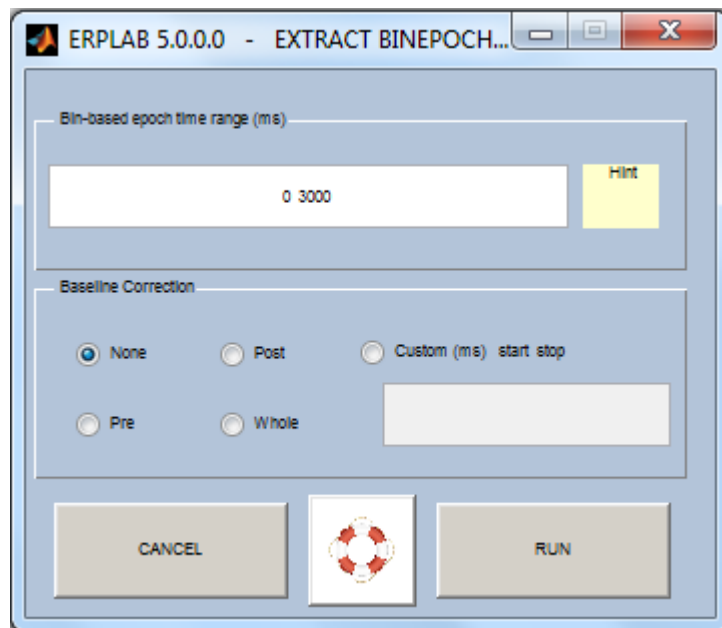 ERPLAB 5.0.0.0 - EXTRACT BINEPOCH...
Bin-based epoch time range (ms)
Hint
0 3000
Baseline Correction
None
Post
Custom (ms) start stop
Pre
Whole
CANCEL
RUN